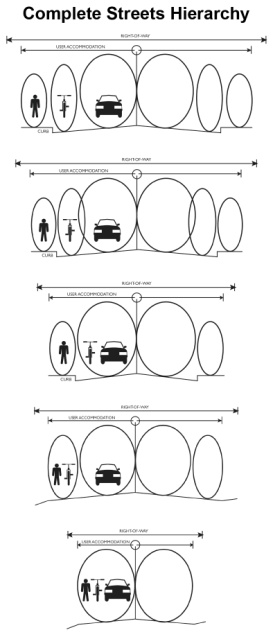 Complete Streets Hierarchy
RIGHT-OF-WAY
USER ACCOMMODATION
CURB
RIGHT-OF-WAY
USER ACCOMMODATION
CURB
RIGHT-OF-WAY
USER ACCOMMODATION
CURB
RIGHT-OF-WAY
USER ACCOMMODATION
RIGHT-OF-WAY
USER ACCOMMODATION